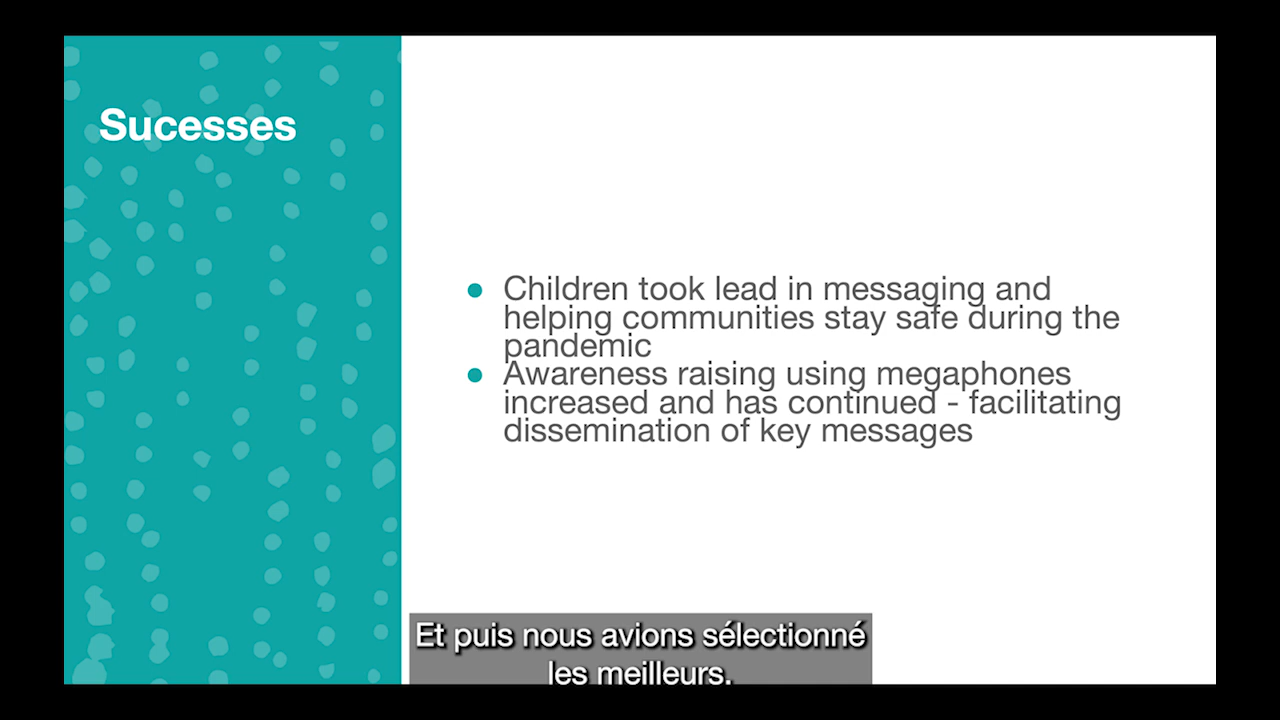 Sucesses
● Children took lead in messaging and
helping communities stay safe during the
pandemic
● Awareness raising using megaphones
increased and has continued - facilitating
dissemination of key messages
Et puis nous avions sélectionné
les meilleurs.